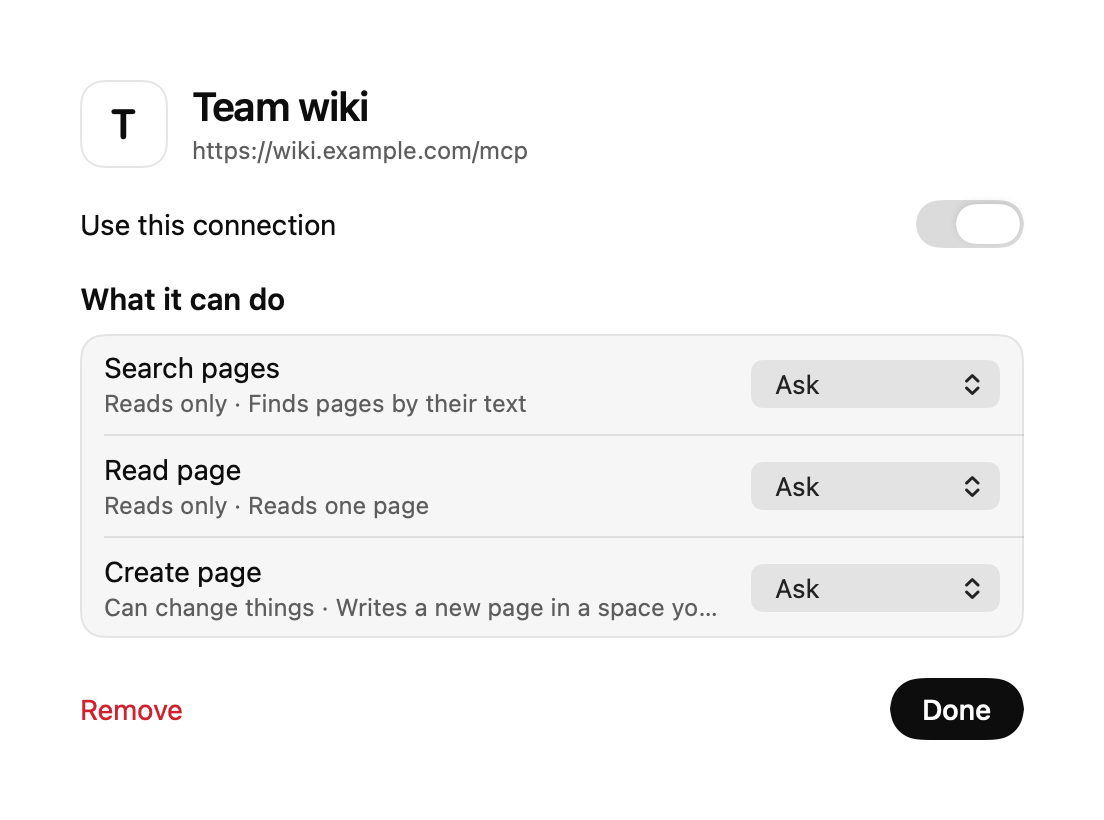 T
Team wiki
https://wiki.example.com/mcp
Use this connection
What it can do
Search pages
Ask
Reads only · Finds pages by their text
Read page
Ask
Reads only · Reads one page
Create page
Ask
Can change things · Writes a new page in a space yo...
Remove
Done